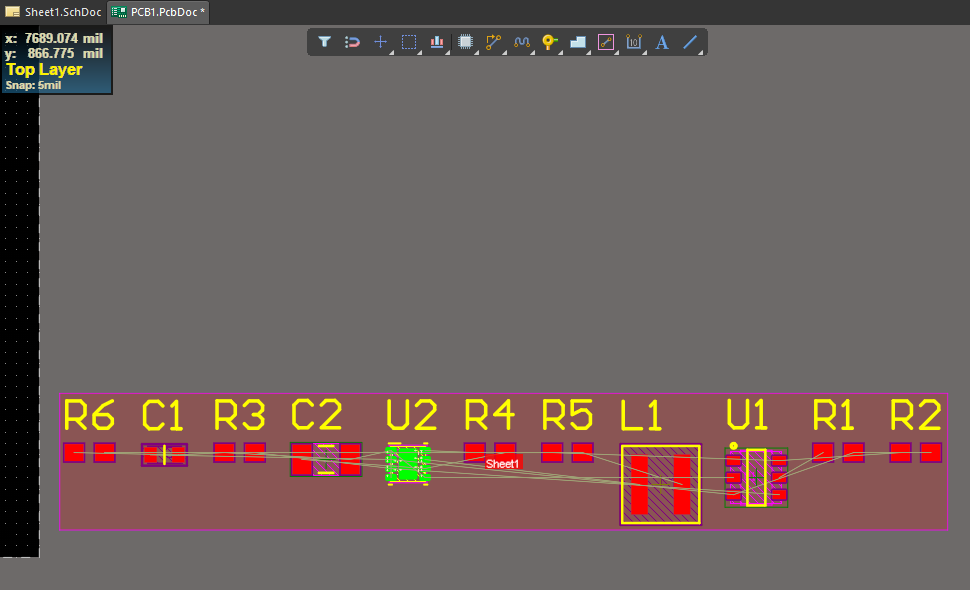 Sheet1.SchDoc PCB1.PcbDoc *
x: 7689.074 mil
y: 866.775 mil
Top Layer
Snap: 5mil
R6 C1 R3 C2 U2 R4 R5 L1 U1 R1 R2
Sheet1